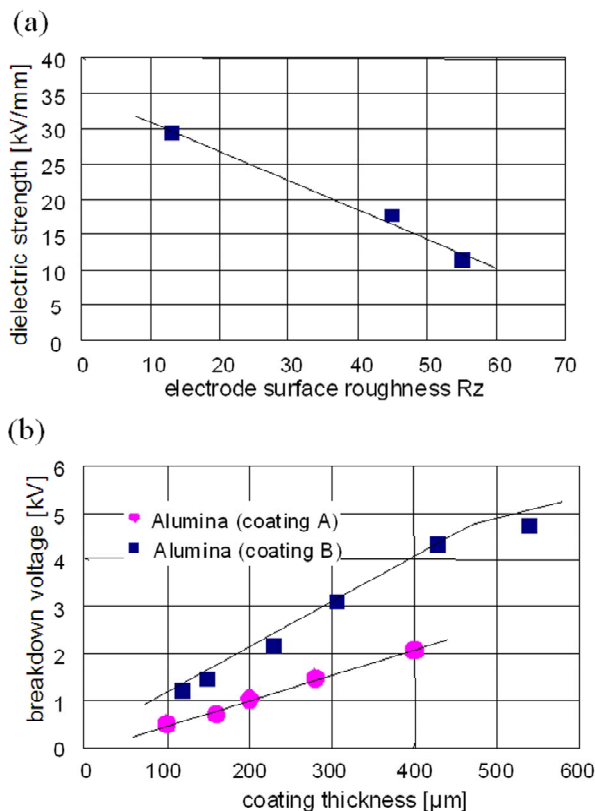 (a)
dielectric strength [kV/mm]
40
35
30
25
20
15
10
5
0
0 10 20 30 40 50 60 70
electrode surface roughness Rz
(b)
breakdown voltage [kV]
6
5
4
3
2
1
0
Alumina (coating A)
Alumina (coating B)
0 100 200 300 400 500 600
coating thickness [µm]